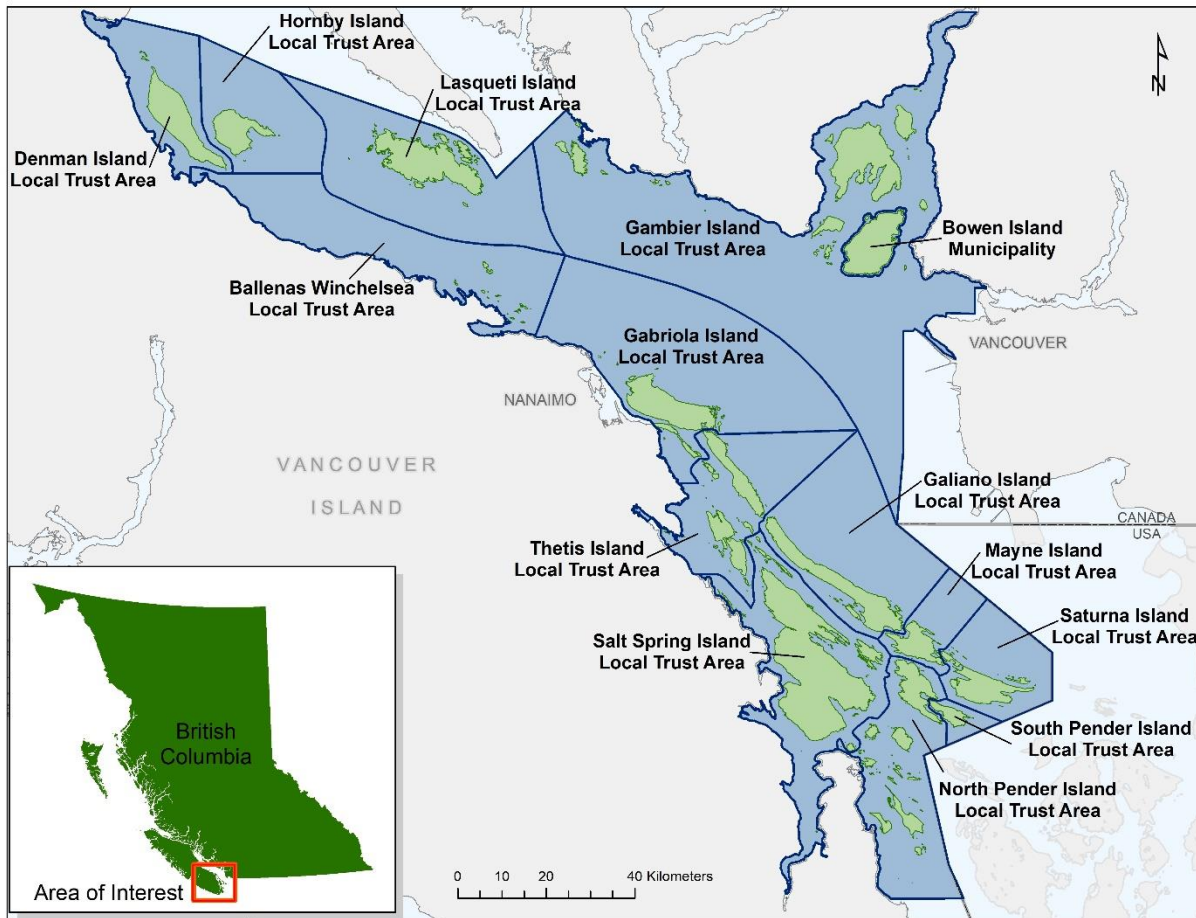 Hornby Island
Local Trust Area
N
Lasqueti Island
Local Trust Area
Denman Island
Local Trust Area
Gambier Island
Local Trust Area
Bowen Island
Municipality
Ballenas Winchelsea
Local Trust Area
Gabriola Island
Local Trust Area
VANCOUVER
NANAIMO
VANCOUVER
ISLAND
Galiano Island
Local Trust Area
CANADA
USA
Thetis Island
Local Trust Area
Mayne Island
Local Trust Area
Saturna Island
Local Trust Area
Salt Spring Island
Local Trust Area
South Pender Island
Local Trust Area
North Pender Island
Local Trust Area
British
Columbia
Area of Interest
0 10 20 40 Kilometers